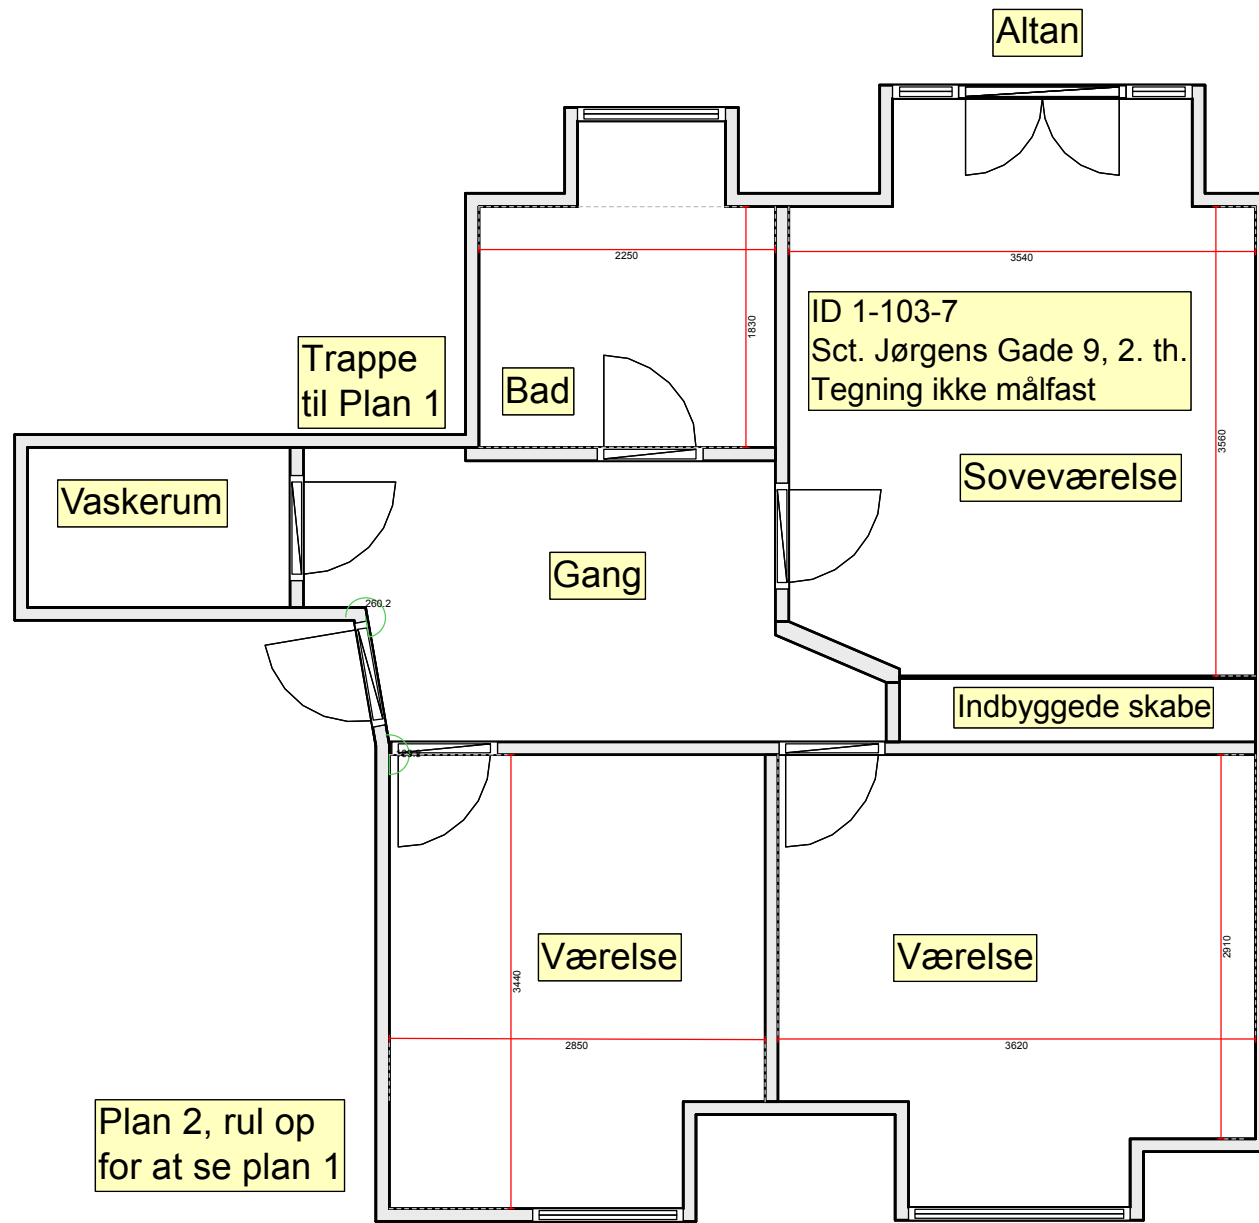 Altan
2250
3540
1830
ID 1-103-7
Sct. Jørgens Gade 9, 2. th.
Tegning ikke målfast
Trappe
til Plan 1
Bad
3560
Soveværelse
Vaskerum
Gang
260.2
Indbyggede skabe
Værelse
Værelse
3440
2910
2850
3620
Plan 2, rul op
for at se plan 1